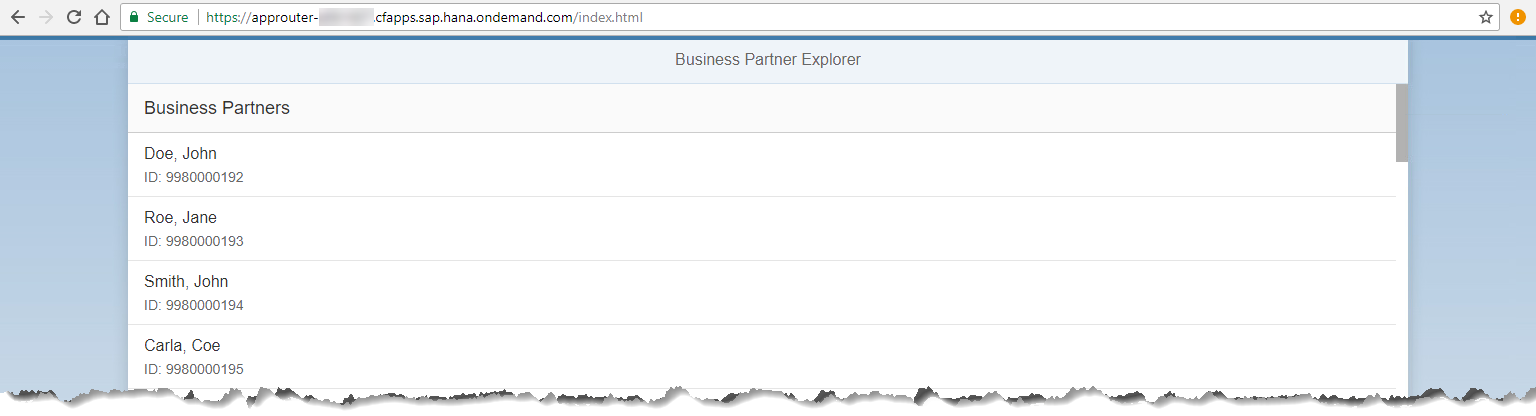 Secure https://approuter- .cfapps.sap.hana.ondemand.com/index.html
Business Partner Explorer
Business Partners
Doe, John
ID: 9980000192
Roe, Jane
ID: 9980000193
Smith, John
ID: 9980000194
Carla, Coe
ID: 9980000195